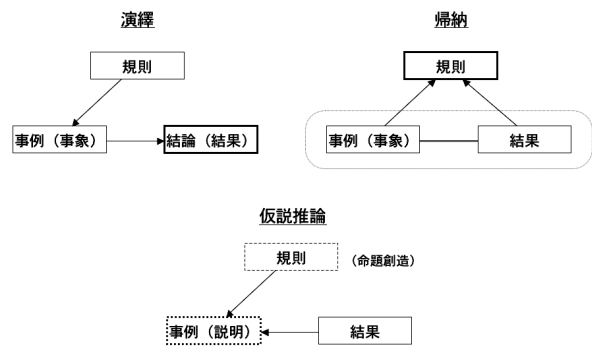 演繹
規則
事例（事象）
結論（結果）
帰納
規則
事例（事象）
結果
仮説推論
規則
（命題創造）
事例（説明）
結果